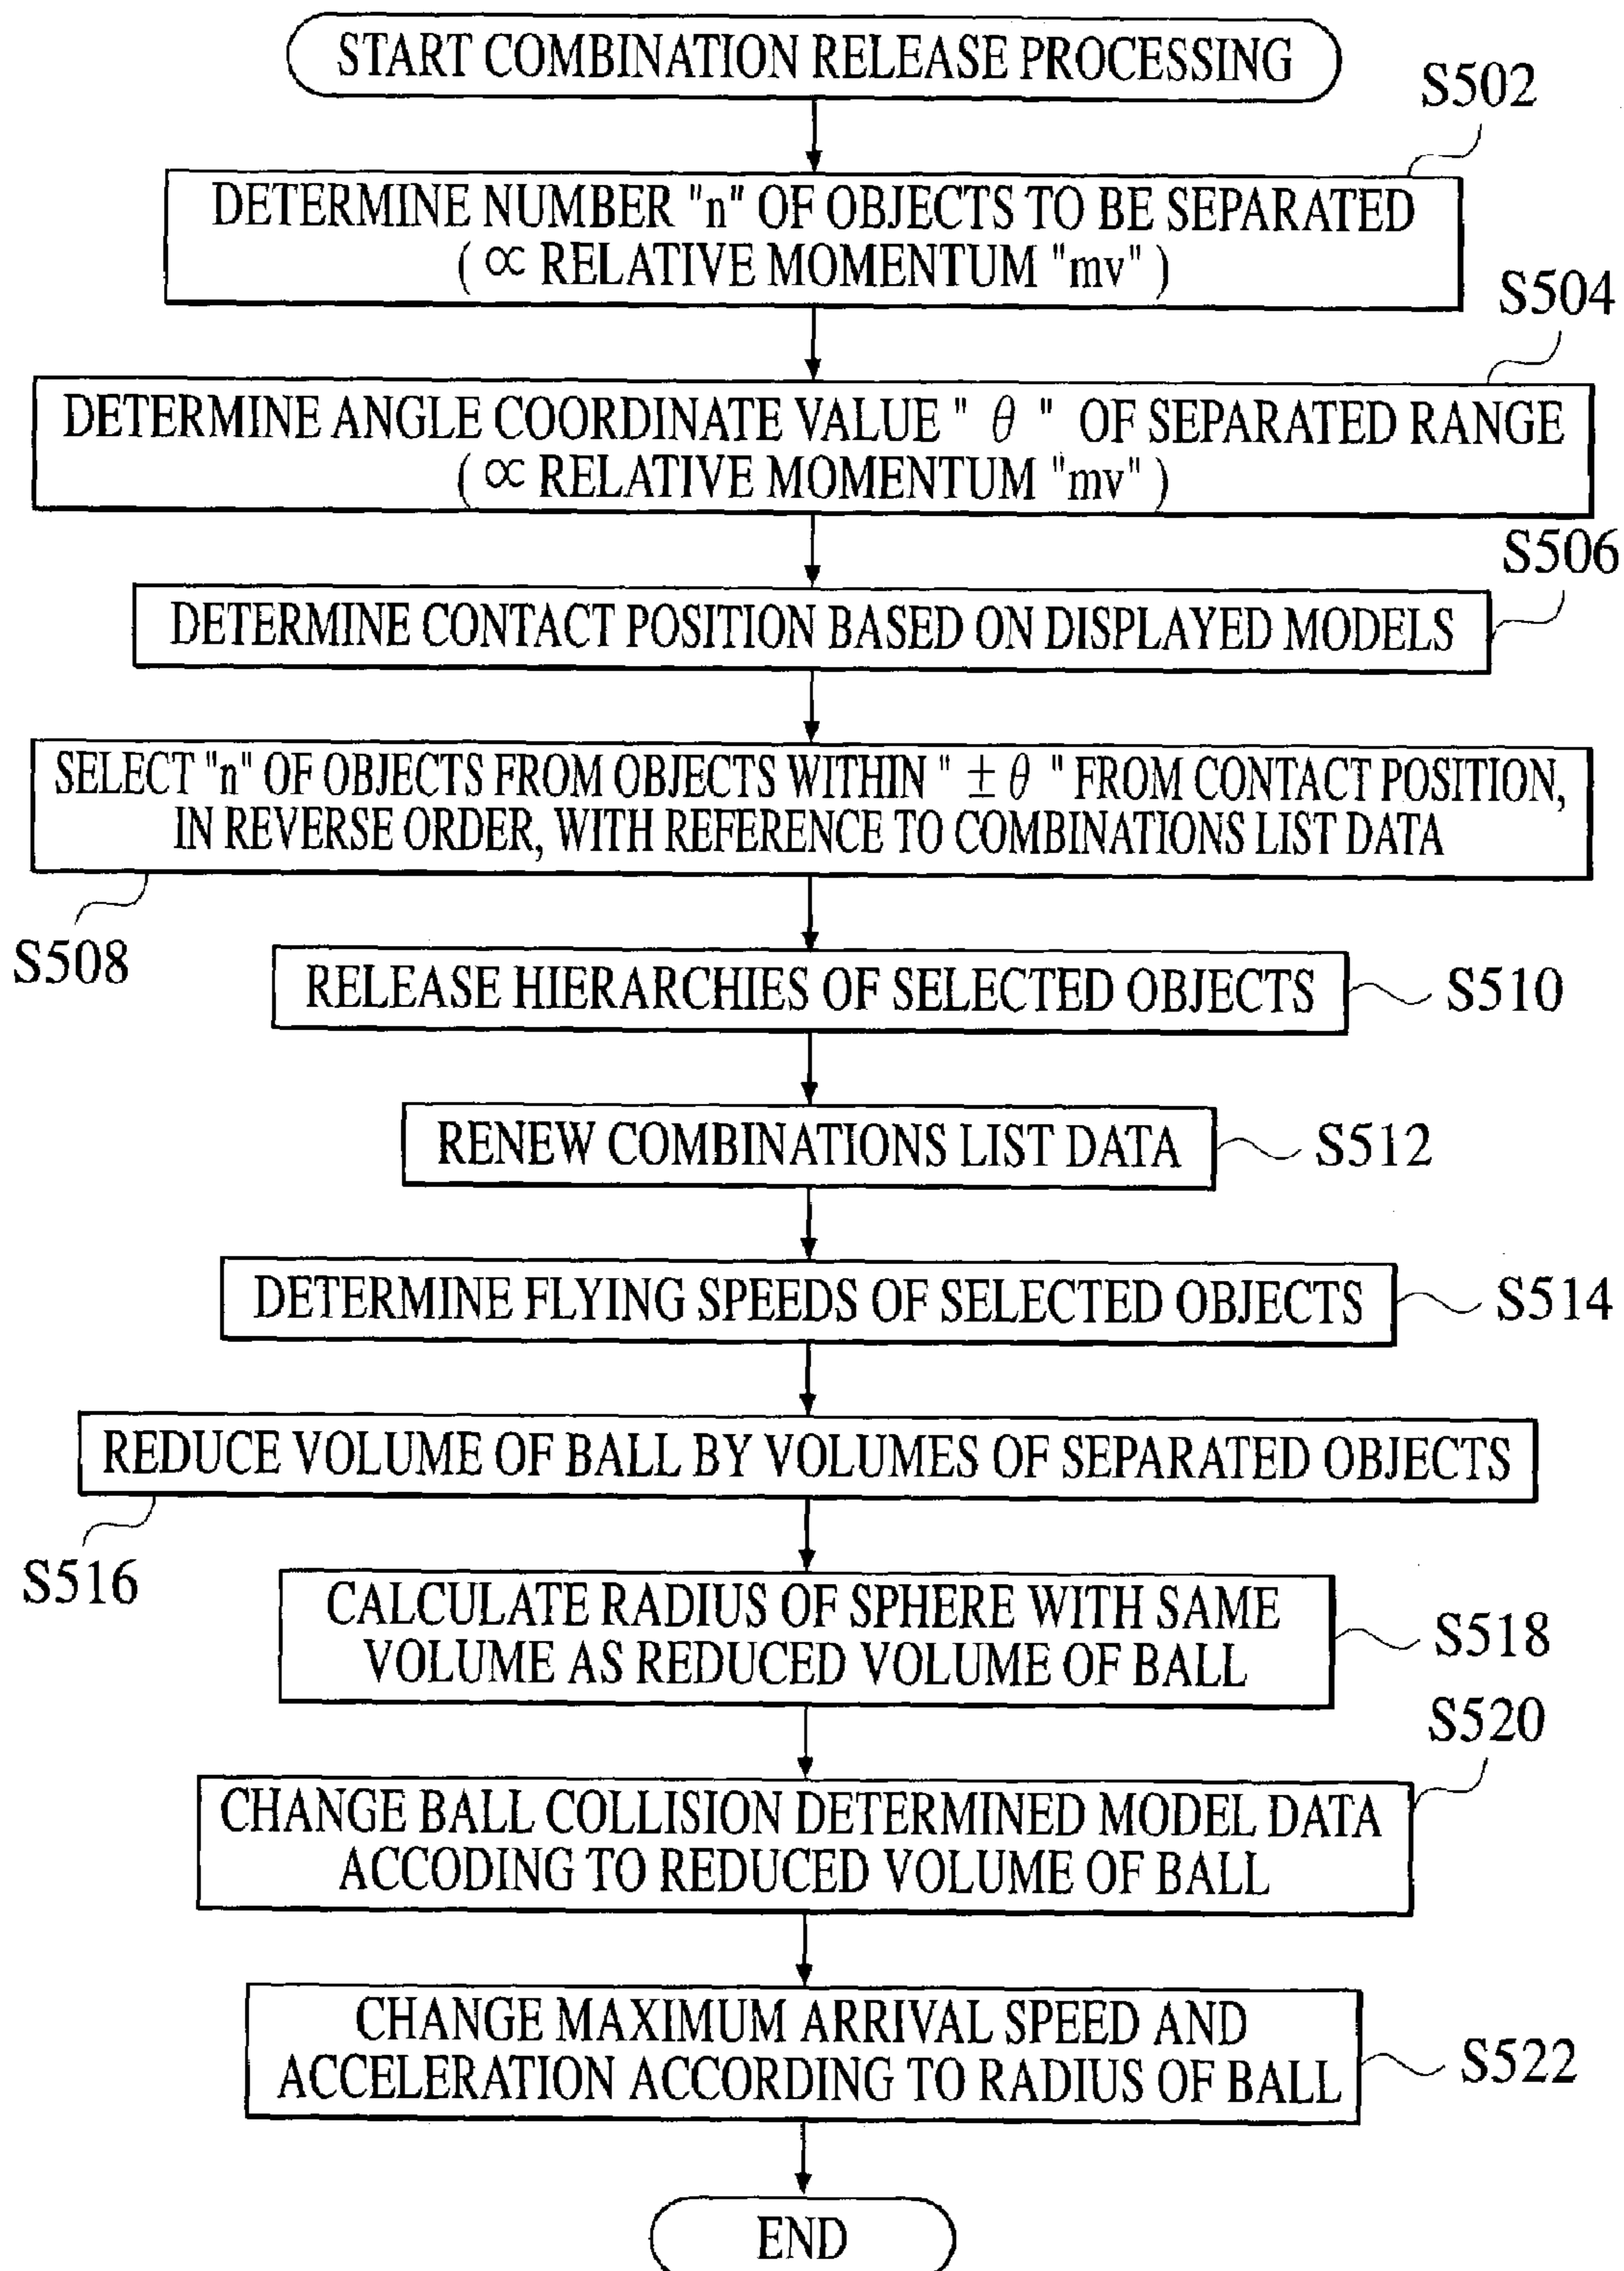 START COMBINATION RELEASE PROCESSING
S502
DETERMINE NUMBER "n" OF OBJECTS TO BE SEPARATED
( ∝ RELATIVE MOMENTUM "mv" )
S504
DETERMINE ANGLE COORDINATE VALUE " θ " OF SEPARATED RANGE
( ∝ RELATIVE MOMENTUM "mv" )
S506
DETERMINE CONTACT POSITION BASED ON DISPLAYED MODELS
SELECT "n" OF OBJECTS FROM OBJECTS WITHIN " ± θ " FROM CONTACT POSITION,
IN REVERSE ORDER, WITH REFERENCE TO COMBINATIONS LIST DATA
S508
RELEASE HIERARCHIES OF SELECTED OBJECTS
S510
RENEW COMBINATIONS LIST DATA
S512
DETERMINE FLYING SPEEDS OF SELECTED OBJECTS
S514
REDUCE VOLUME OF BALL BY VOLUMES OF SEPARATED OBJECTS
S516
CALCULATE RADIUS OF SPHERE WITH SAME
VOLUME AS REDUCED VOLUME OF BALL
S518
S520
CHANGE BALL COLLISION DETERMINED MODEL DATA
ACCODING TO REDUCED VOLUME OF BALL
CHANGE MAXIMUM ARRIVAL SPEED AND
ACCELERATION ACCORDING TO RADIUS OF BALL
S522
END